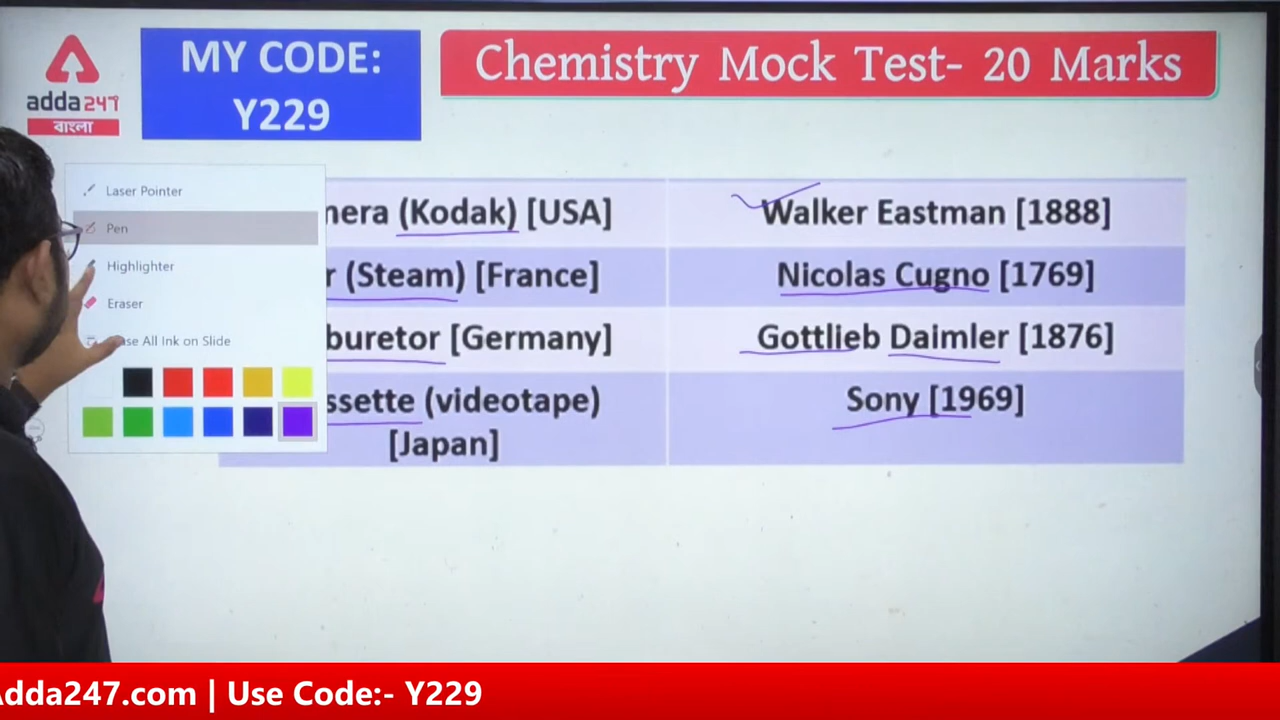 adda247
বাংলা
MY CODE:
Y229
Chemistry Mock Test- 20 Marks
Laser Pointer
Pen
Highlighter
Eraser
All Ink on Slide
(Kodak) [USA]
Walker Eastman [1888]
(Steam) [France]
Nicolas Cugno [1769]
buretor [Germany]
Gottlieb Daimler [1876]
ssette (videotape)
[Japan]
Sony [1969]
Adda247.com | Use Code:- Y229